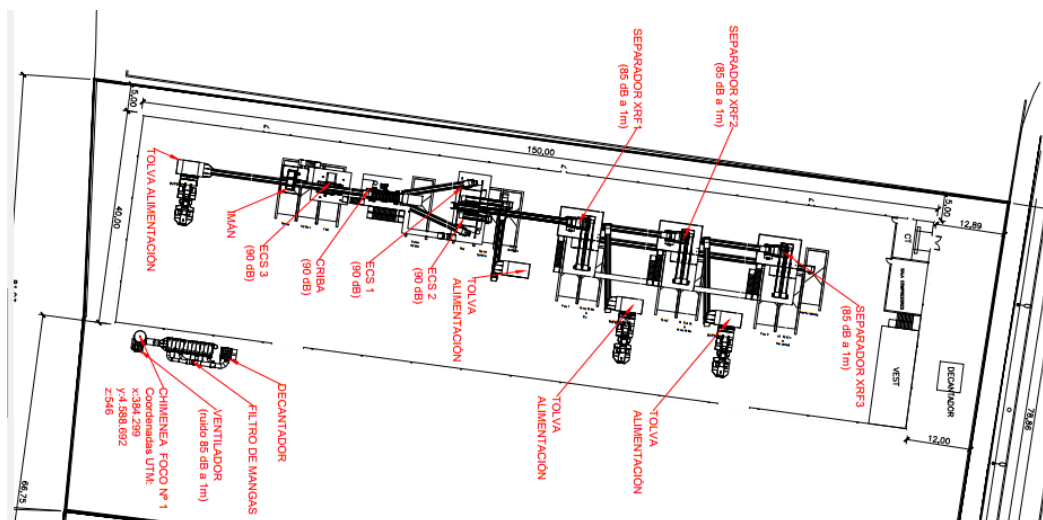 SEPARADOR XRF1
(85 dB a 1m)
SEPARADOR XRF2
(85 dB a 1m)
5,00
150,00
5,00
12,89
40,00
TOLVA ALIMENTACIÓN
IMÁN
ECS 3
(90 dB)
CRIBA
(90 dB)
ECS 1
(90 dB)
ECS 2
(90 dB)
TOLVA
ALIMENTACIÓN
CT
SEPARADOR XRF3
(85 dB a 1m)
VEST
DECANTADOR
12,00
78,86
TOLVA
ALIMENTACIÓN
TOLVA
ALIMENTACIÓN
DECANTADOR
FILTRO DE MANGAS
VENTILADOR
(ruido 85 dB a 1m)
CHIMENEA FOCO Nº 1
Coordenadas UTM:
x:384.299
y:4.588.692
z:546
66,75